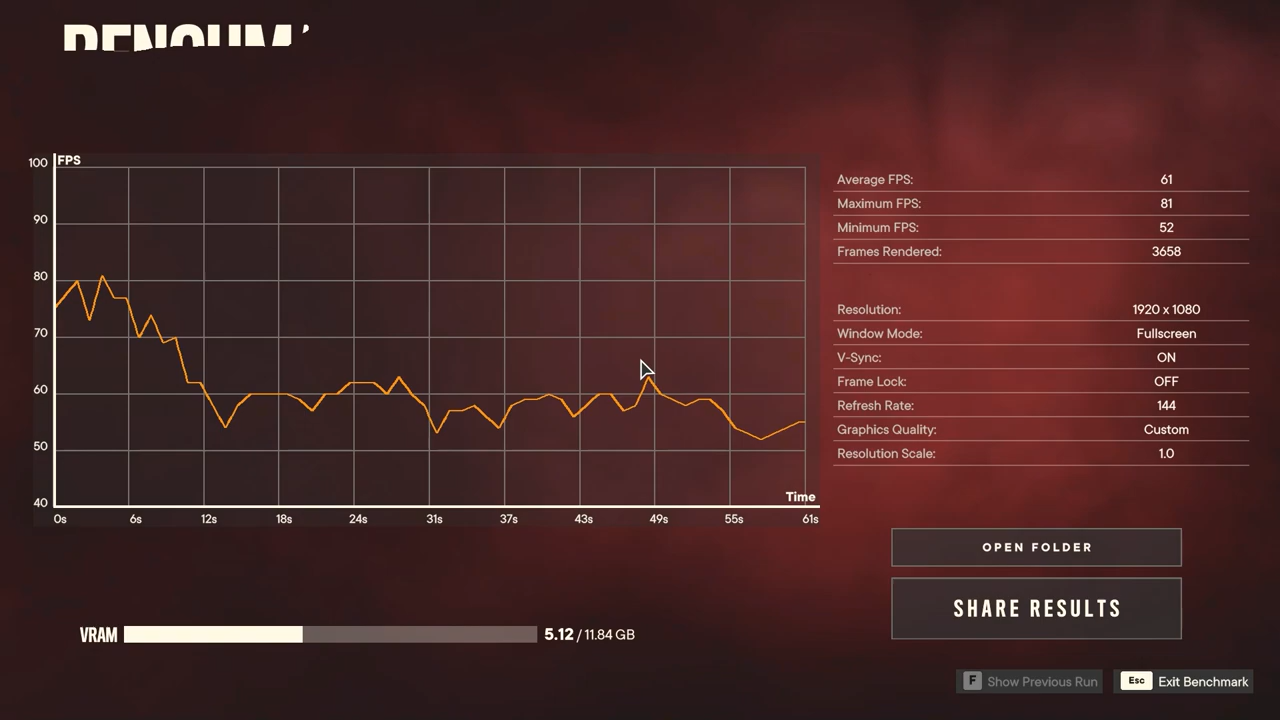 100 FPS
90
80
70
60
50
40
Time
0s 6s 12s 18s 24s 31s 37s 43s 49s 55s 61s
Average FPS: 61
Maximum FPS: 81
Minimum FPS: 52
Frames Rendered: 3658
Resolution: 1920 x 1080
Window Mode: Fullscreen
V-Sync: ON
Frame Lock: OFF
Refresh Rate: 144
Graphics Quality: Custom
Resolution Scale: 1.0
OPEN FOLDER
SHARE RESULTS
VRAM 5.12 / 11.84 GB
F Show Previous Run Esc Exit Benchmark